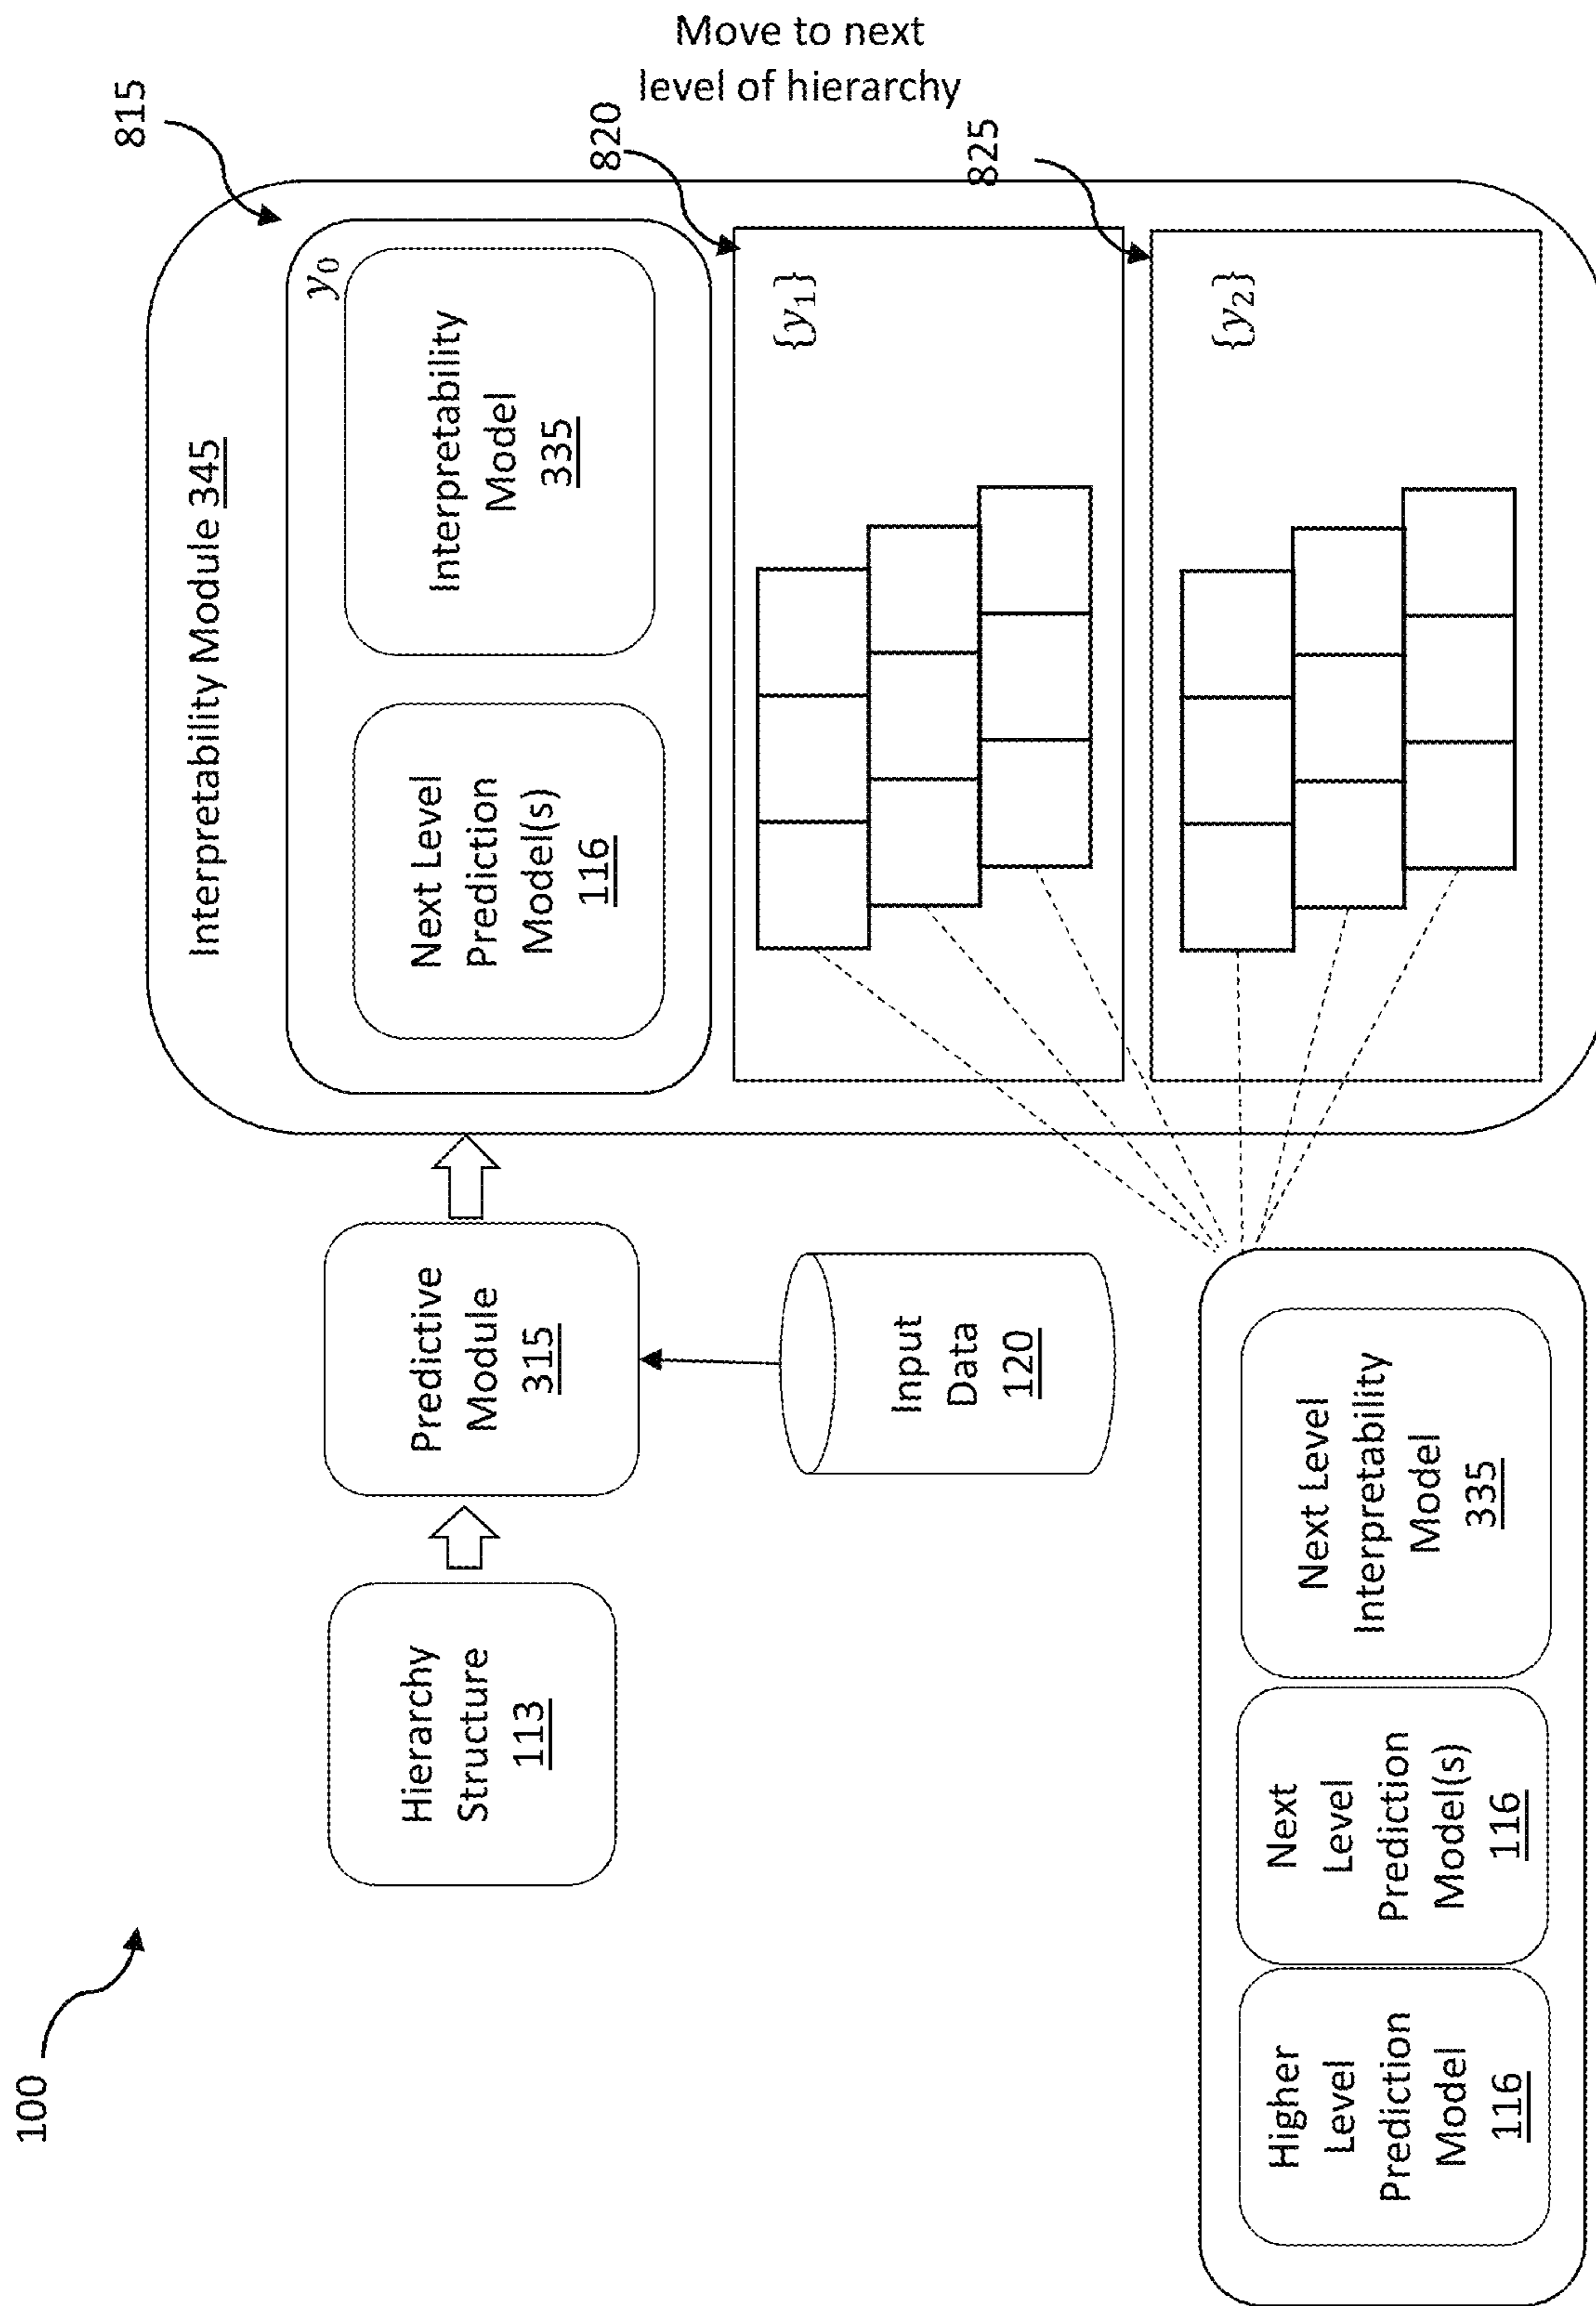 100
Hierarchy
Structure
113
Predictive
Module
315
Input
Data
120
Interpretability Module 345
815
y₀
Next Level
Prediction
Model(s)
116
Interpretability
Model
335
820
Move to next
level of hierarchy
{y₁}
825
{y₂}
Higher
Level
Prediction
Model
116
Next
Level
Prediction
Model(s)
116
Next Level
Interpretability
Model
335